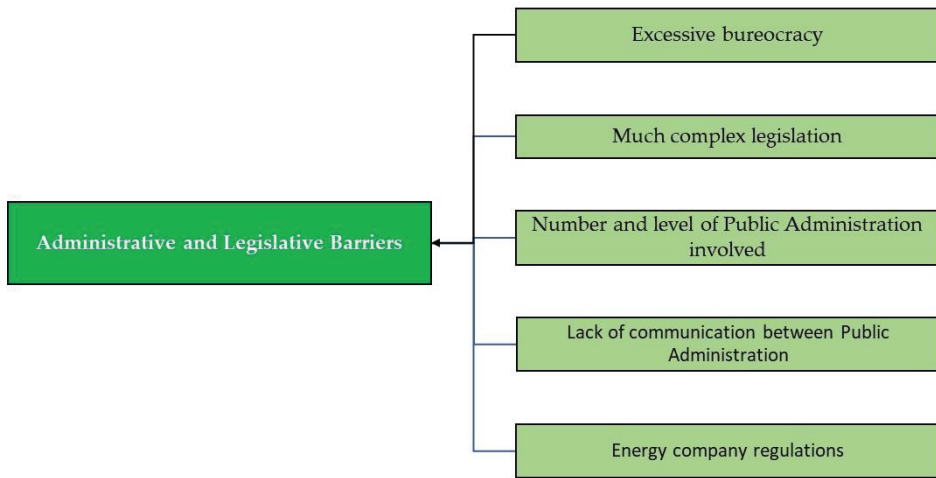 Excessive bureocracy
Much complex legislation
Administrative and Legislative Barriers
Number and level of Public Administration
involved
Lack of communication between Public
Administration
Energy company regulations